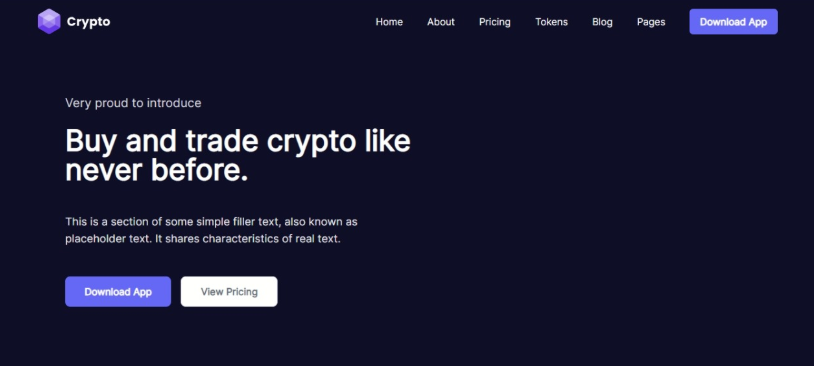 Crypto
Home About Pricing Tokens Blog Pages Download App
Very proud to introduce
Buy and trade crypto like
never before.
This is a section of some simple filler text, also known as
placeholder text. It shares characteristics of real text.
Download App View Pricing